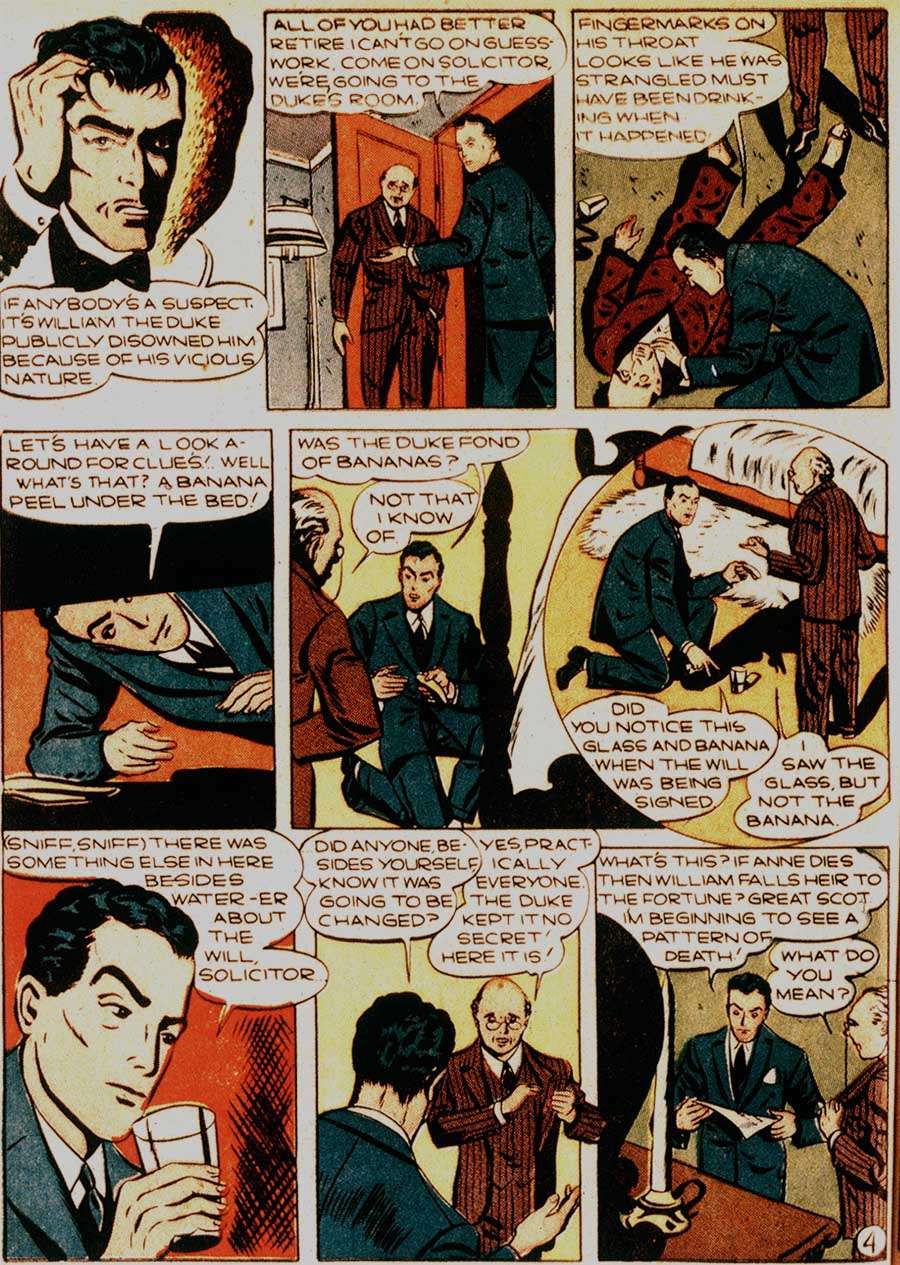 IF ANYBODY'S A SUSPECT.
IT'S WILLIAM THE DUKE
PUBLICLY DISOWNED HIM
BECAUSE OF HIS VICIOUS
NATURE.
ALL OF YOU HAD BETTER
RETIRE I CAN'T GO ON GUESS-
WORK, COME ON SOLICITOR,
WE'RE GOING TO THE
DUKE'S ROOM.
FINGERMARKS ON
HIS THROAT
LOOKS LIKE HE WAS
STRANGLED MUST
HAVE BEEN DRINK-
ING WHEN
IT HAPPENED!
LET'S HAVE A LOOK A-
ROUND FOR CLUES!. WELL
WHAT'S THAT? A BANANA
PEEL UNDER THE BED!
WAS THE DUKE FOND
OF BANANAS?
NOT THAT
I KNOW
OF.
DID
YOU NOTICE THIS
GLASS AND BANANA
WHEN THE WILL
WAS BEING
SIGNED.
I
SAW THE
GLASS, BUT
NOT THE
BANANA.
(SNIFF, SNIFF) THERE WAS
SOMETHING ELSE IN HERE
BESIDES
WATER -ER
ABOUT
THE
WILL,
SOLICITOR.
DID ANYONE, BE-
SIDES YOURSELF,
KNOW IT WAS
GOING TO BE
CHANGED?
YES, PRACT-
ICALLY
EVERYONE.
THE DUKE
KEPT IT NO
SECRET!
HERE IT IS!
WHAT'S THIS? IF ANNE DIES
THEN WILLIAM FALLS HEIR TO
THE FORTUNE? GREAT SCOT.
I'M BEGINNING TO SEE A
PATTERN OF
DEATH!
WHAT DO
YOU
MEAN?
4